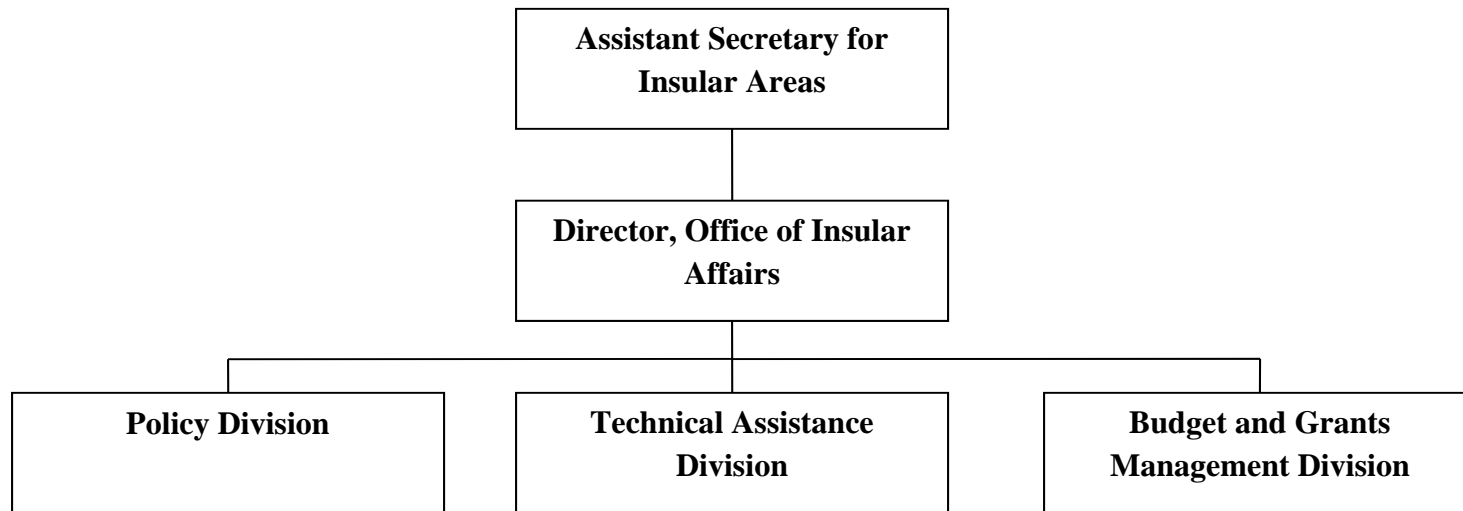 Assistant Secretary for
Insular Areas
Director, Office of Insular
Affairs
Policy Division
Technical Assistance
Division
Budget and Grants
Management Division